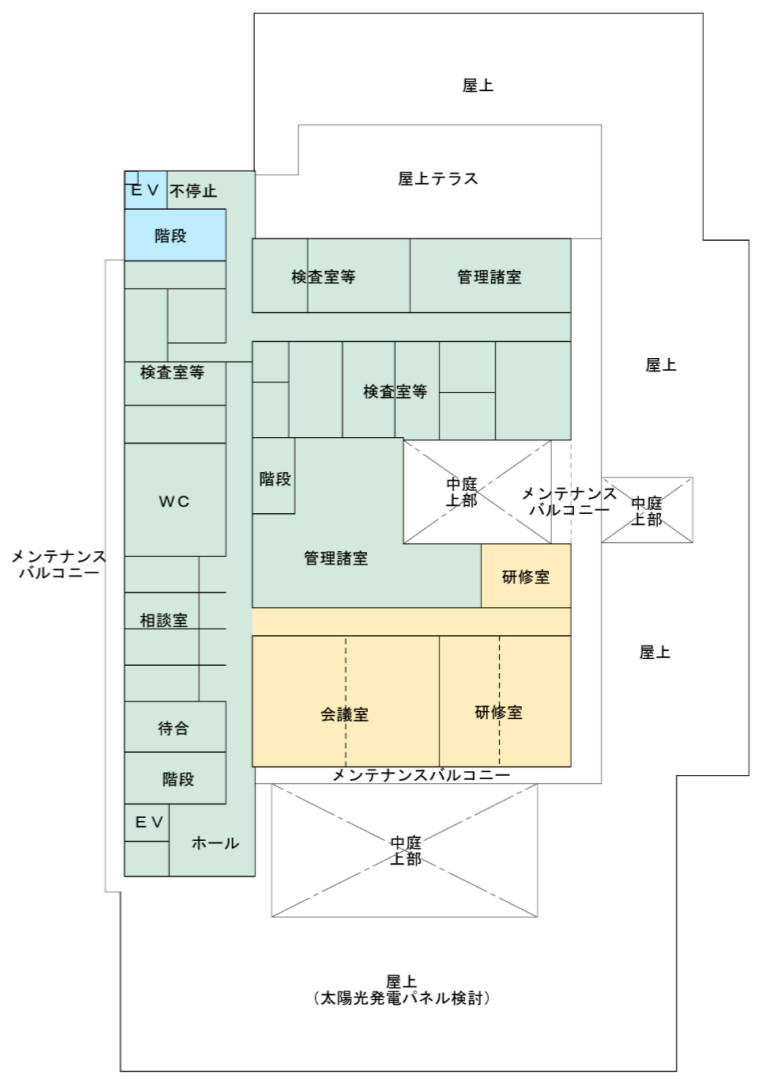 屋上
屋上テラス
EV 不停止
階段
検査室等
管理諸室
屋上
検査室等
検査室等
階段
中庭
上部
メンテナンス
バルコニー
中庭
上部
WC
メンテナンス
バルコニー
管理諸室
研修室
相談室
屋上
会議室
研修室
待合
階段
メンテナンスバルコニー
EV
ホール
中庭
上部
屋上
（太陽光発電パネル検討）